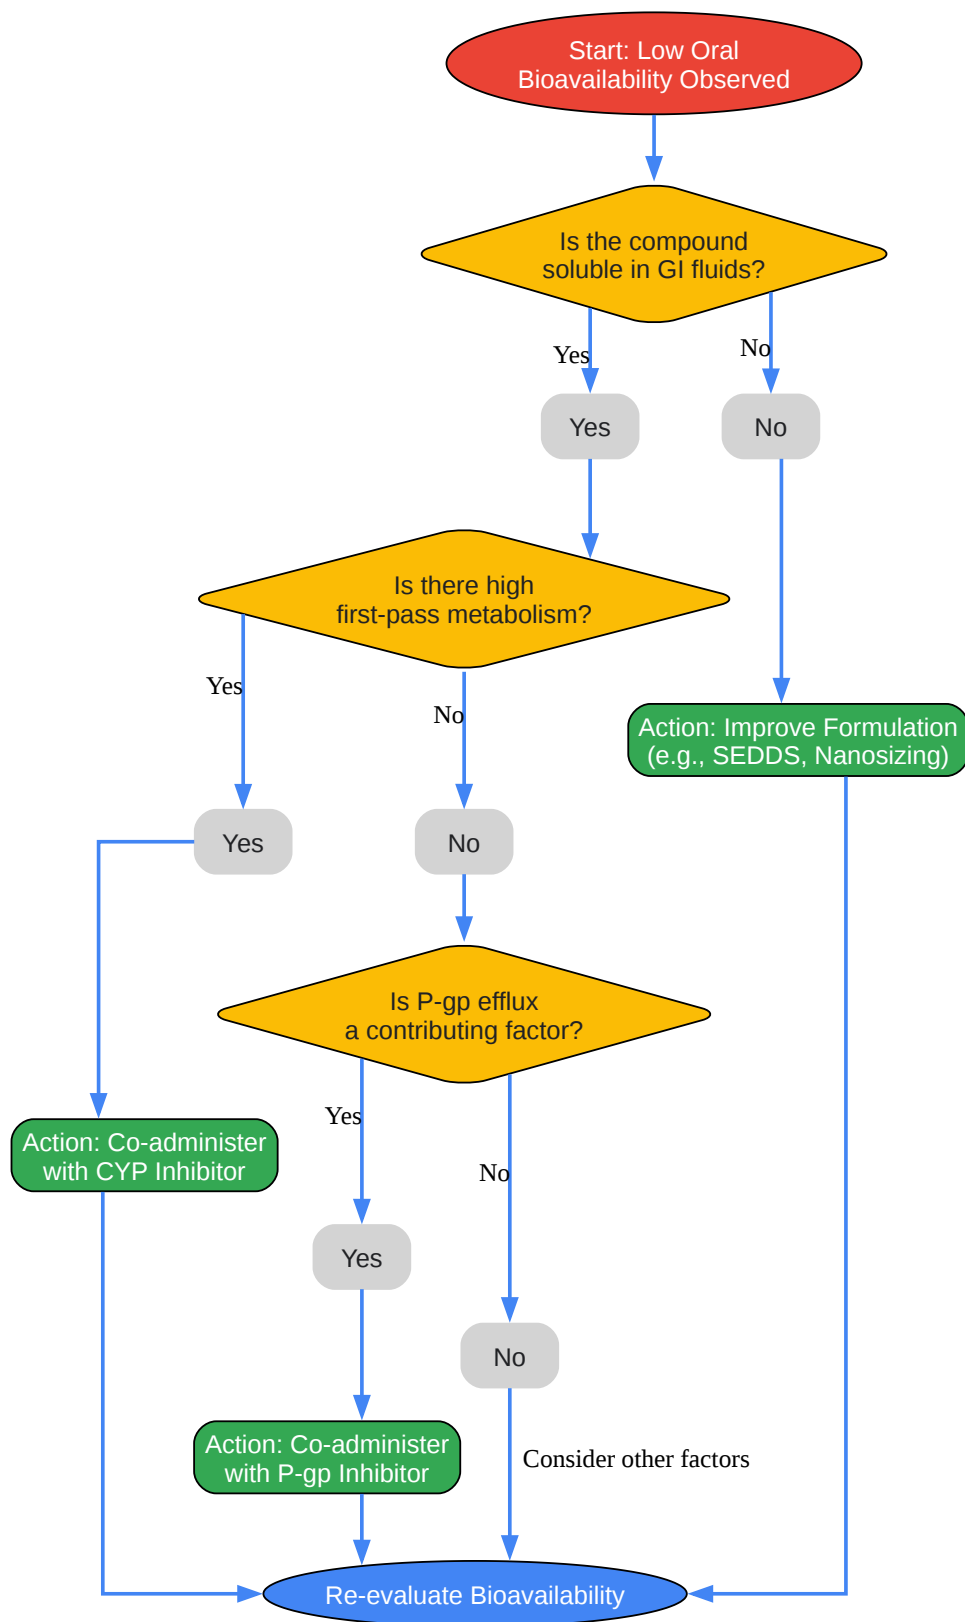 Start: Low Oral
Bioavailability Observed
Is the compound
soluble in GI fluids?
Yes
No
Yes
No
Is there high
first-pass metabolism?
Yes
No
Action: Improve Formulation
(e.g., SEDDS, Nanosizing)
Yes
No
Is P-gp efflux
a contributing factor?
Yes
No
Action: Co-administer
with CYP Inhibitor
Yes
No
Action: Co-administer
with P-gp Inhibitor
Consider other factors
Re-evaluate Bioavailability